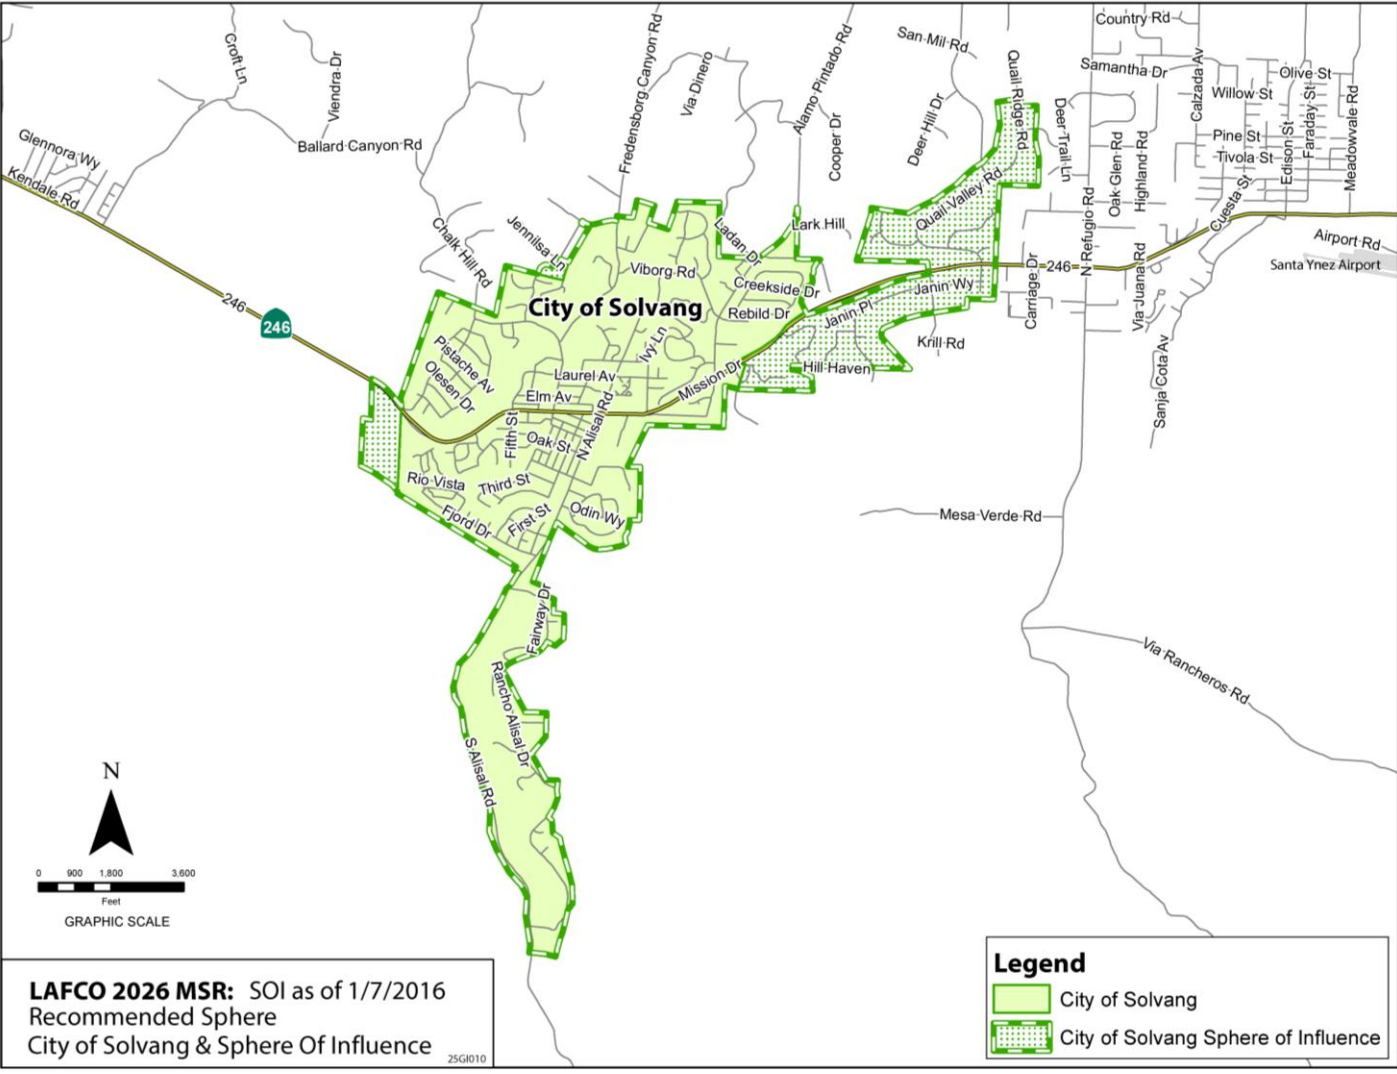 Country Rd
San Mil Rd
Croft Ln
Viendra Dr
Fredensborg Canyon Rd
Via Dinero
Alamo Pintado Rd
Quail Ridge Rd
Samantha Dr
Calzada Av
Olive St
Willow St
Faraday St
Meadowvale Rd
Glennora Wy
Ballard Canyon Rd
Cooper Dr
Deer Hill Dr
Deer Trail Ln
Oak Glen Rd
Highland Rd
Pine St
Tivola St
Edison St
Kendale Rd
Quail Valley Rd
N Refugio Rd
Cuesta St
Chalk Hill Rd
Jennilsa Ln
Ladan Dr
Lark Hill
Airport Rd
Santa Ynez Airport
Viborg Rd
246
Creekside Dr
Janin Wy
Carriage Dr
Via Juana Rd
246
246
City of Solvang
Rebild Dr
Janin Pl
Krill Rd
Pistache Av
Olesen Dr
Ivy Ln
Laurel Av
Mission Dr
Hill Haven
Sanja Cota Av
Elm Av
Fifth St
Oak St
N Alisal Rd
Rio Vista
Third St
Fjord Dr
First St
Odin Wy
Mesa Verde Rd
Fairway Dr
Rancho Alisal Dr
S Alisal Rd
Via Rancheros Rd
N
0 900 1,800 3,600
Feet
GRAPHIC SCALE
LAFCO 2026 MSR: SOI as of 1/7/2016
Recommended Sphere
City of Solvang & Sphere Of Influence
25GI010
Legend
City of Solvang
City of Solvang Sphere of Influence